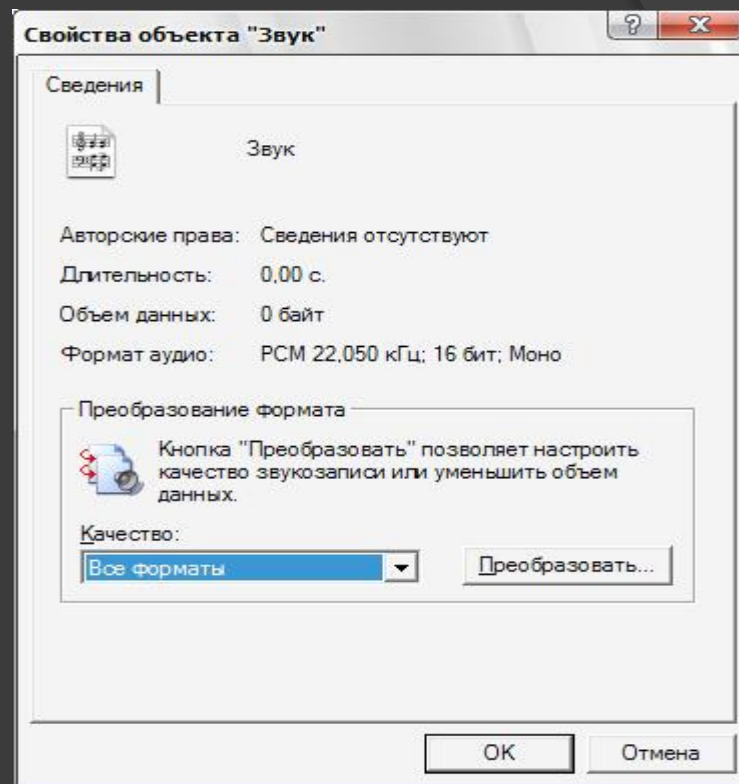 Свойства объекта "Звук"
Сведения
Звук
Авторские права: Сведения отсутствуют
Длительность: 0,00 с.
Объем данных: 0 байт
Формат аудио: PCM 22,050 кГц; 16 бит; Моно
Преобразование формата
Кнопка "Преобразовать" позволяет настроить
качество звукозаписи или уменьшить объем
данных.
Качество:
Все форматы
Преобразовать...
OK
Отмена